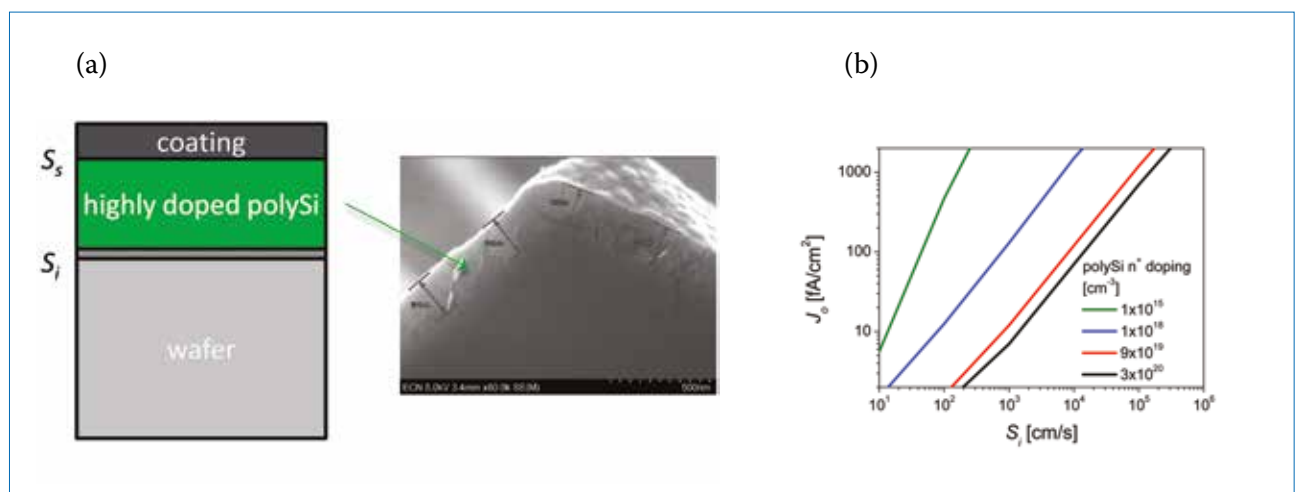 (a)
(b)
coating
S_s
highly doped polySi
S_i
wafer
ECN 5.0kV 3.4mm x60.0k SE(M)
500nm
1000
100
10
J_o [fA/cm²]
polySi n⁺ doping
[cm⁻³]
1x10¹⁵
1x10¹⁸
9x10¹⁹
3x10²⁰
10¹ 10² 10³ 10⁴ 10⁵ 10⁶
S_i [cm/s]